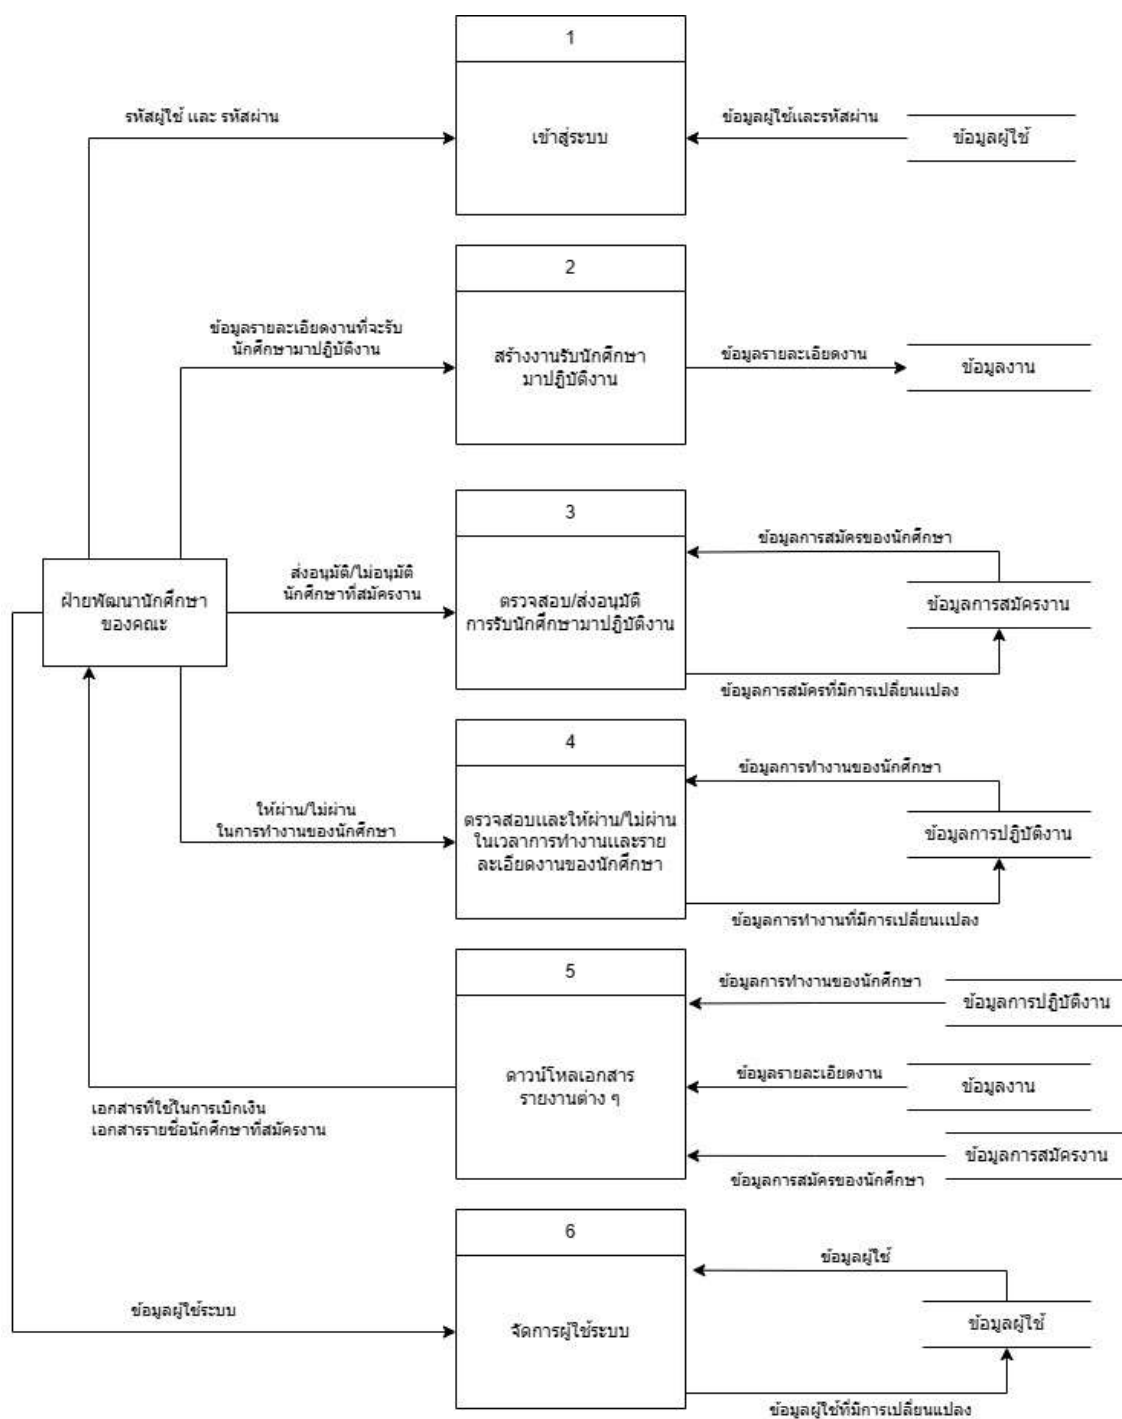 1
รหัสผู้ใช้ และ รหัสผ่าน
เข้าสู่ระบบ
ข้อมูลผู้ใช้และรหัสผ่าน
ข้อมูลผู้ใช้
2
ข้อมูลรายละเอียดงานที่จะรับ
นักศึกษามาปฏิบัติงาน
สร้างงานรับนักศึกษา
มาปฏิบัติงาน
ข้อมูลรายละเอียดงาน
ข้อมูลงาน
3
ฝ่ายพัฒนานักศึกษา
ของคณะ
ส่งอนุมัติ/ไม่อนุมัติ
นักศึกษาที่สมัครงาน
ตรวจสอบ/ส่งอนุมัติ
การรับนักศึกษามาปฏิบัติงาน
ข้อมูลการสมัครของนักศึกษา
ข้อมูลการสมัครงาน
ข้อมูลการสมัครที่มีการเปลี่ยนแปลง
4
ให้ผ่าน/ไม่ผ่าน
ในการทำงานของนักศึกษา
ตรวจสอบและให้ผ่าน/ไม่ผ่าน
ในเวลาการทำงานและราย
ละเอียดงานของนักศึกษา
ข้อมูลการทำงานของนักศึกษา
ข้อมูลการปฏิบัติงาน
ข้อมูลการทำงานที่มีการเปลี่ยนแปลง
5
เอกสารที่ใช้ในการเบิกเงิน
เอกสารรายชื่อนักศึกษาที่สมัครงาน
ดาวน์โหลเอกสาร
รายงานต่าง ๆ
ข้อมูลการทำงานของนักศึกษา
ข้อมูลการปฏิบัติงาน
ข้อมูลรายละเอียดงาน
ข้อมูลงาน
ข้อมูลการสมัครงาน
ข้อมูลการสมัครของนักศึกษา
6
ข้อมูลผู้ใช้ระบบ
จัดการผู้ใช้ระบบ
ข้อมูลผู้ใช้
ข้อมูลผู้ใช้
ข้อมูลผู้ใช้ที่มีการเปลี่ยนแปลง